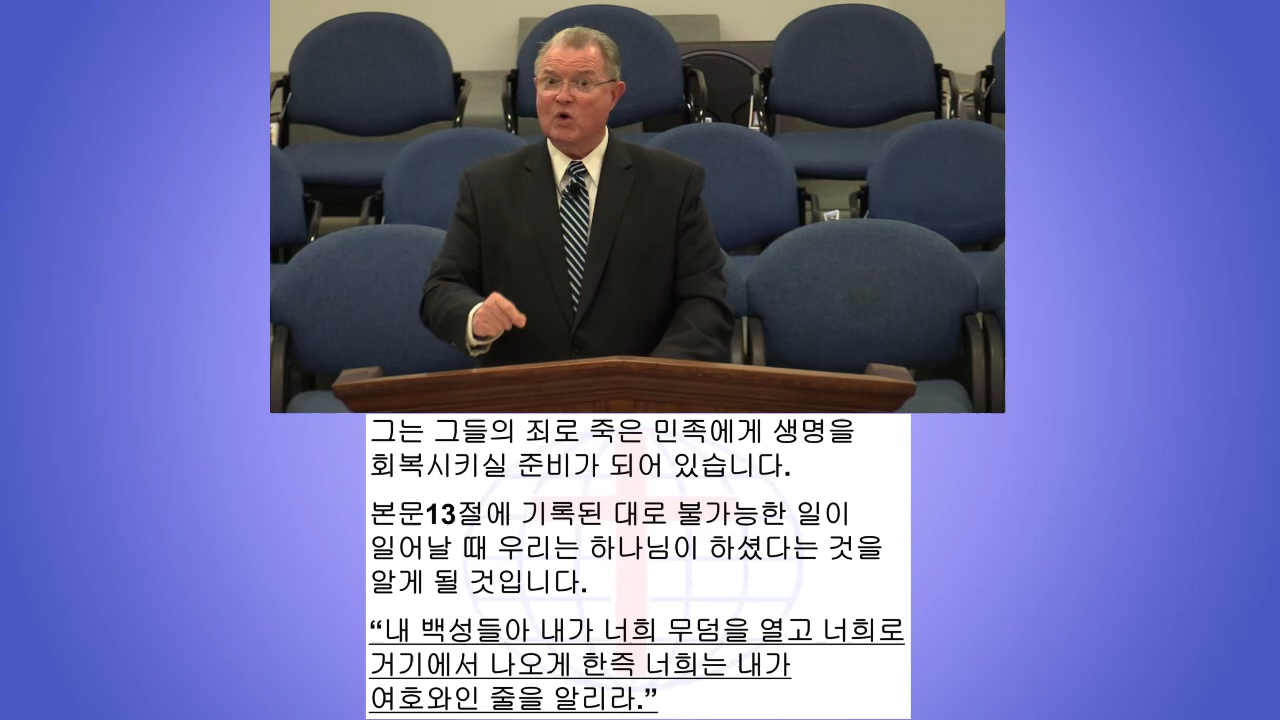 그는 그들의 죄로 죽은 민족에게 생명을
회복시키실 준비가 되어 있습니다.
본문13절에 기록된 대로 불가능한 일이
일어날 때 우리는 하나님이 하셨다는 것을
알게 될 것입니다.
“내 백성들아 내가 너희 무덤을 열고 너희로
거기에서 나오게 한즉 너희는 내가
여호와인 줄을 알리라.”